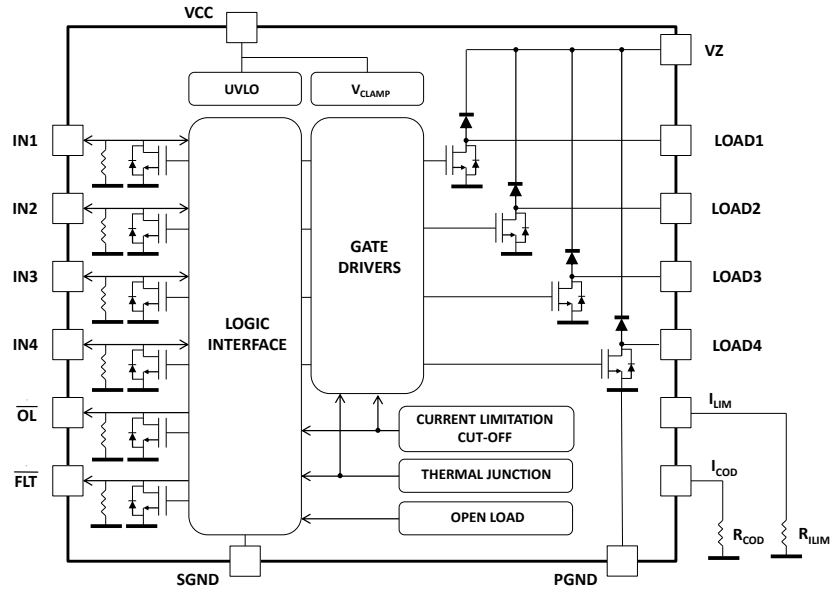 VCC
VZ
UVLO
VCLAMP
IN1
LOAD1
IN2
LOAD2
GATE
DRIVERS
IN3
LOAD3
LOGIC
INTERFACE
IN4
LOAD4
OL
CURRENT LIMITATION
CUT-OFF
ILIM
FLT
THERMAL JUNCTION
ICOD
OPEN LOAD
RCOD
RILIM
SGND
PGND